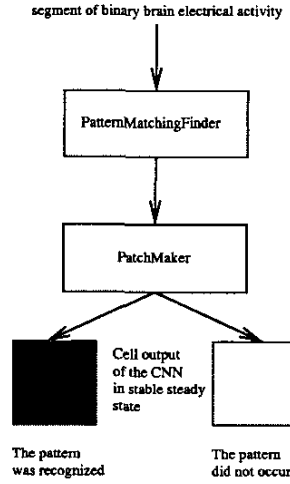 segment of binary brain electrical activity
PatternMatchingFinder
PatchMaker
Cell output
of the CNN
in stable steady
state
The pattern
was recognized
The pattern
did not occur